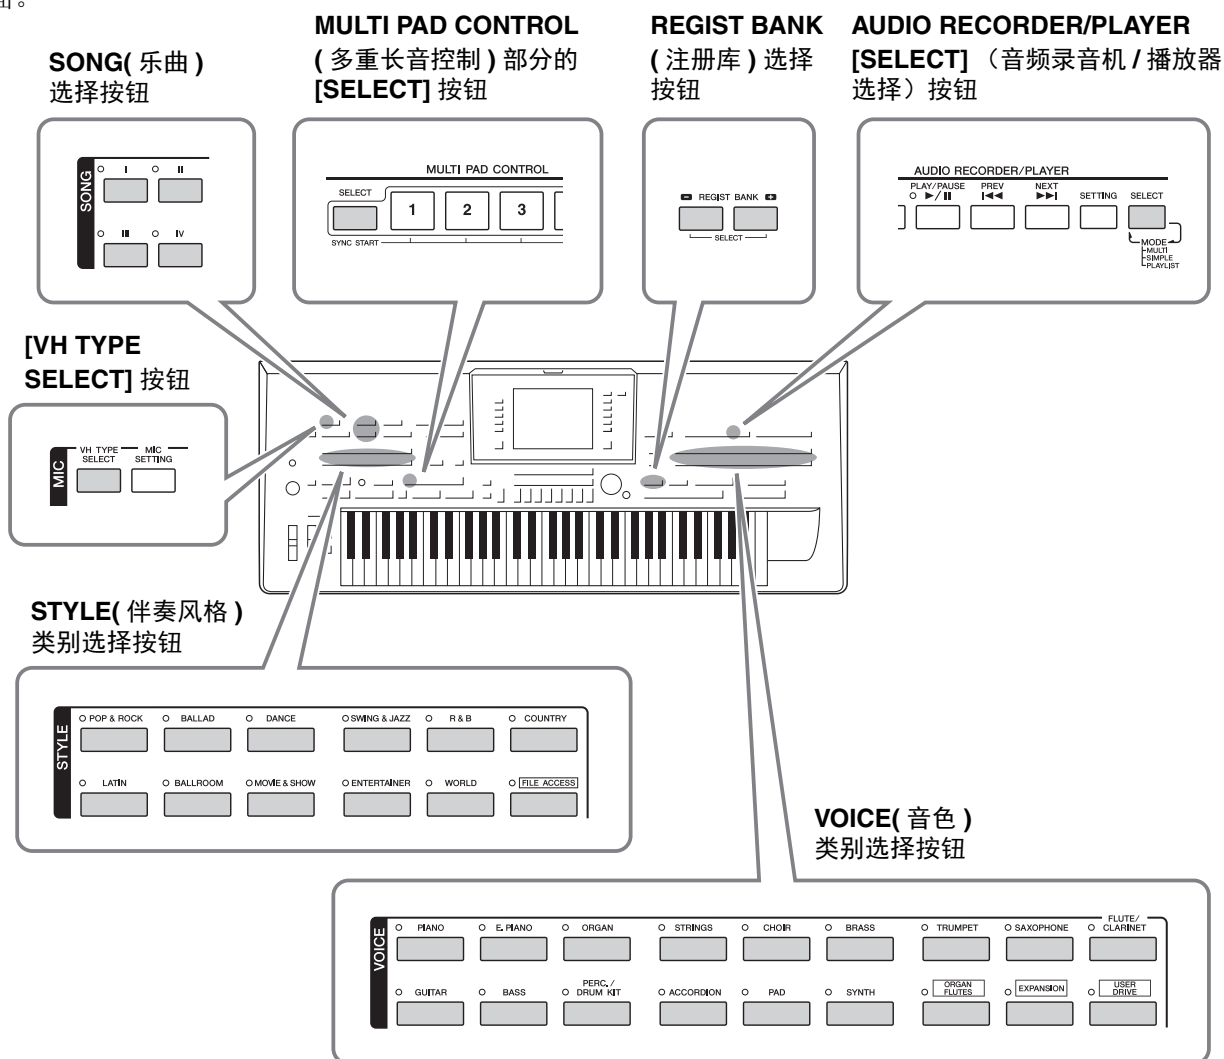 MULTI PAD CONTROL
( 多重长音控制 ) 部分的
[SELECT] 按钮
REGIST BANK
( 注册库 ) 选择
按钮
AUDIO RECORDER/PLAYER
[SELECT] （音频录音机 / 播放器
选择）按钮
SONG( 乐曲 )
选择按钮
SONG
I II
III IV
MULTI PAD CONTROL
SELECT
1 2 3
SYNC START
- REGIST BANK +
SELECT
AUDIO RECORDER/PLAYER
PLAY/PAUSE PREV NEXT SETTING SELECT
MODE
MULTI
SIMPLE
PLAYLIST
[VH TYPE
SELECT] 按钮
MIC
VH TYPE MIC
SELECT SETTING
STYLE( 伴奏风格 )
类别选择按钮
STYLE
POP & ROCK BALLAD DANCE SWING & JAZZ R & B COUNTRY
LATIN BALLROOM MOVIE & SHOW ENTERTAINER WORLD FILE ACCESS
VOICE( 音色 )
类别选择按钮
VOICE
FLUTE/
PIANO E. PIANO ORGAN STRINGS CHOIR BRASS TRUMPET SAXOPHONE CLARINET
PERC./ ORGAN USER
GUITAR BASS DRUM KIT ACCORDION PAD SYNTH FLUTES EXPANSION DRIVE